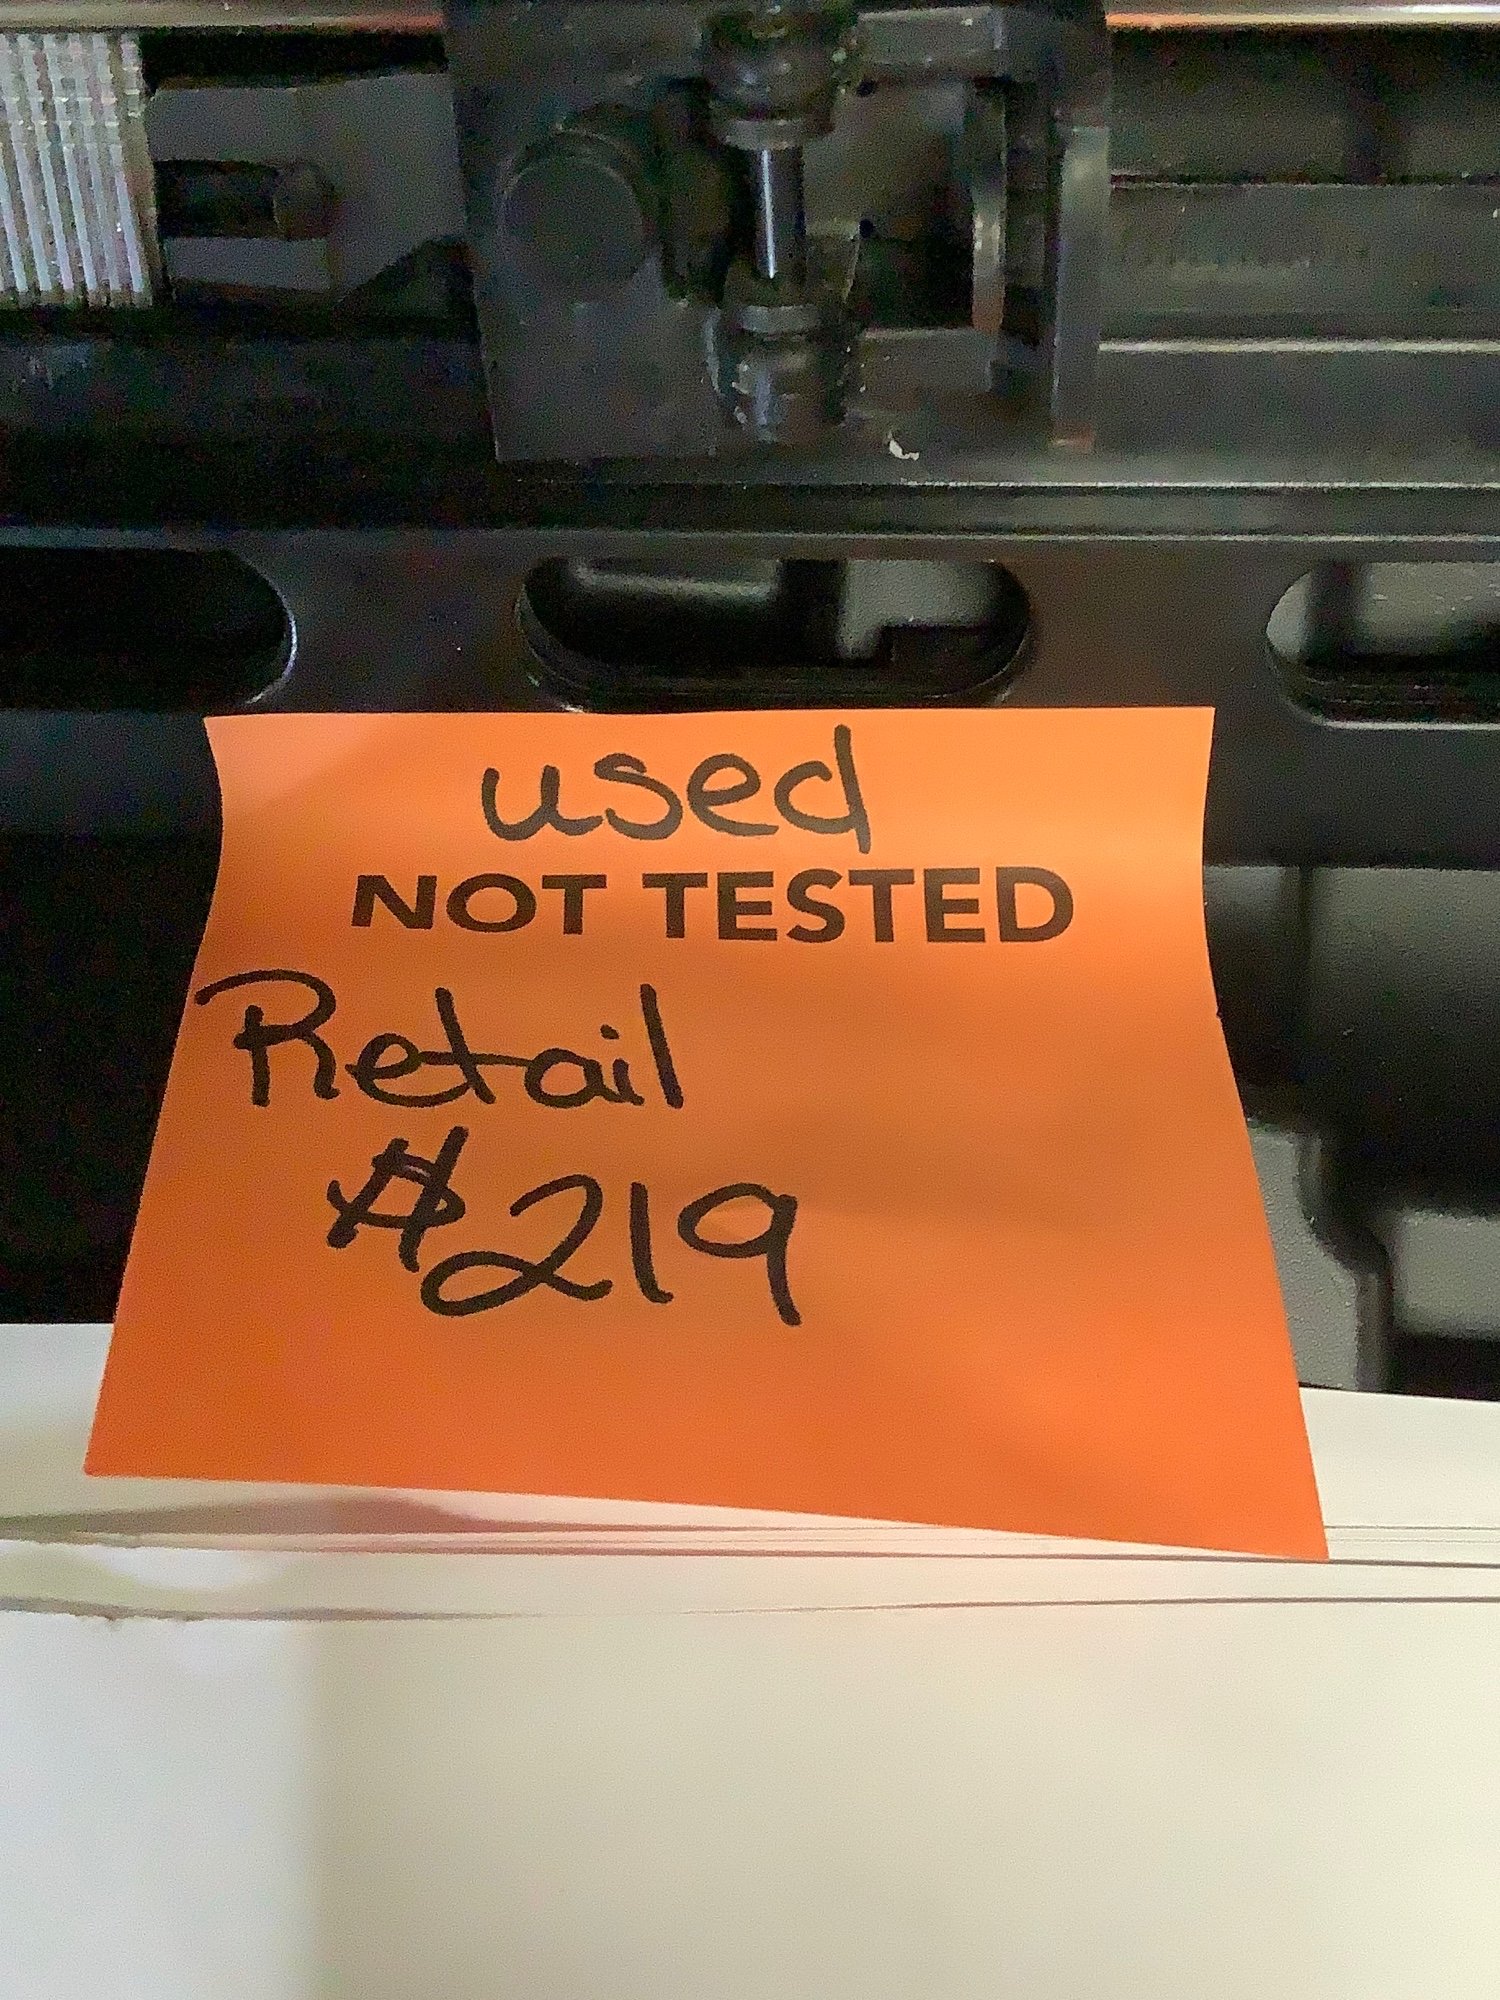 used
NOT TESTED
Retail
$219